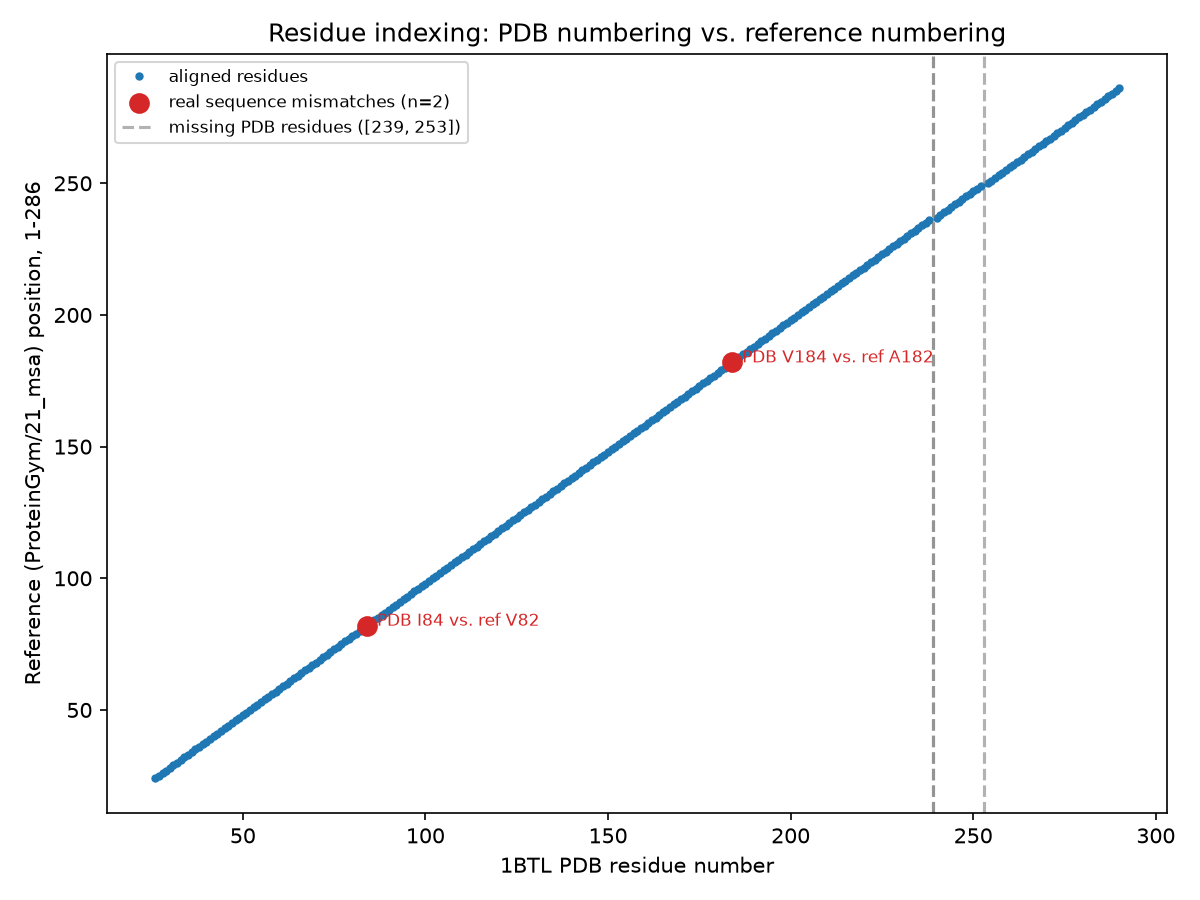 Residue indexing: PDB numbering vs. reference numbering
aligned residues
real sequence mismatches (n=2)
missing PDB residues ([239, 253])
Reference (ProteinGym/21_msa) position, 1-286
250
200
150
100
50
PDB V184 vs. ref A182
PDB I84 vs. ref V82
50
100
150
200
250
300
1BTL PDB residue number